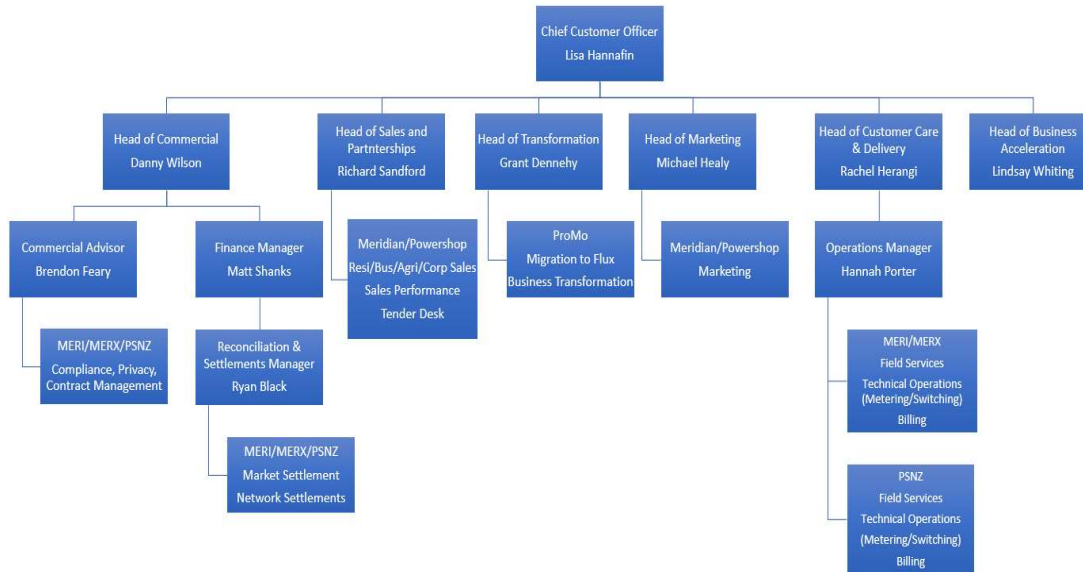 Chief Customer Officer
Lisa Hannafin
Head of Commercial
Danny Wilson
Head of Sales and
Partnterships
Richard Sandford
Head of Transformation
Grant Dennehy
Head of Marketing
Michael Healy
Head of Customer Care
& Delivery
Rachel Herangi
Head of Business
Acceleration
Lindsay Whiting
Commercial Advisor
Brendon Feary
Finance Manager
Matt Shanks
Meridian/Powershop
Resi/Bus/Agri/Corp Sales
Sales Performance
Tender Desk
ProMo
Migration to Flux
Business Transformation
Meridian/Powershop
Marketing
Operations Manager
Hannah Porter
MERI/MERX/PSNZ
Compliance, Privacy,
Contract Management
Reconciliation &
Settlements Manager
Ryan Black
MERI/MERX
Field Services
Technical Operations
(Metering/Switching)
Billing
MERI/MERX/PSNZ
Market Settlement
Network Settlements
PSNZ
Field Services
Technical Operations
(Metering/Switching)
Billing